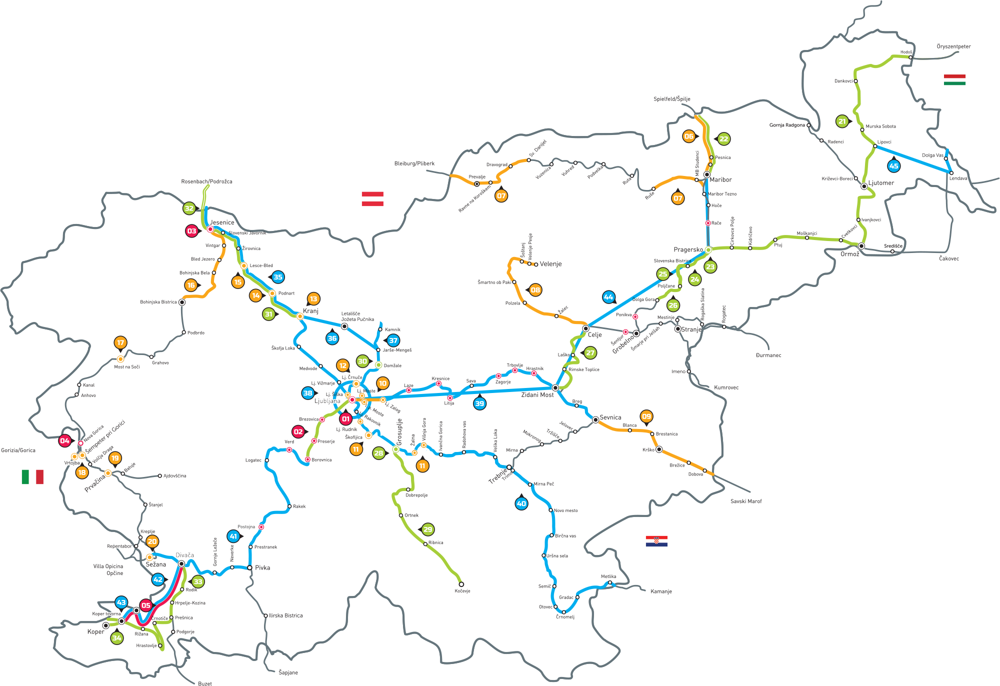 Öryszentpeter
Hodoš
Dankovci
Spielfeld/Špilje
21
Gornja Radgona
Murska Sobota
06
22
Radenci
Lipovci
Sv. Danijel
Bleiburg/Pliberk
Dravograd
Vuzenica
Vuhred
Podvelka
Ruta
MB Studenci
Pesnica
Dolga Vas
45
Lendava
Rosenbach/Podrožca
Prevalje
Ravne na Koroškem
07
Ruše
07
Maribor
Križevci-Boreci
Ljutomer
Maribor Tezno
32
Hoče
Jesenice
03
Slovenski Javornik
Rače
Cirkovce Polje
Kidričevo
Ivanjkovci
Cvetkovci
Moškanjci
Vintgar
Žirovnica
Šoštanj
Velenje Pesje
Velenje
Pragersko
Ptuj
Središče
Ormož
Čakovec
Bled Jezero
Lesce-Bled
Slovenska Bistrica
23
Bohinjska Bela
35
25
24
16
15
Šmartno ob Paki
08
Poljčane
14
Podnart
13
44
Dolga Gora
26
Rogaška Slatina
Bohinjska Bistrica
Polzela
Žalec
31
Kranj
Letališče
Jožeta Pučnika
Ponikva
Mestinje
Rogatec
Podbrdo
Kamnik
Celje
Šentjur
Grobelno
Šmarje pri Jelšah
Stranje
17
36
37
Škofja Loka
Jarše-Mengeš
Laško
27
Đurmanec
Grahovo
Most na Soči
12
30
Domžale
Medvode
Trbovlje
Hrastnik
Rimske Toplice
Imeno
Lj. Črnuče
Lj. Vižmarje
10
Kresnice
Sava
Zagorje
Kanal
Laze
Kumrovec
Anhovo
38
Lj. Šiška
Lj. Moste
Ljubljana
Lj. Zalog
Litija
39
Zidani Most
Breg
Lj. Rakovnik
Brezovica
01
02
Lj. Rudnik
Sevnica
09
Blanca
Brestanica
Jelovec
Tržišče
Mokronog
Mirna
Krško
Nova Gorica
04
Šempeter pri Gorici
Gorizia/Gorica
Volčja Draga
Vrtojba
18
19
Batuje
Prvačina
Ajdovščina
Verd
Preserje
Logatec
Borovnica
Škofljica
11
Grosuplje
28
Žalna
Višnja Gora
11
Ivančna Gorica
Radohova vas
Velika Loka
Trebnje
Trimo
Brežice
Dobova
Savski Marof
Mirna Peč
Dobrepolje
40
Štanjel
Rakek
Ortnek
Novo mesto
29
Ribnica
Postojna
41
Kreplje
20
Repentabor
Prestranek
Birčna vas
Divača
Gornje Ležeče
Neverke
Uršna sela
Sežana
Villa Opicina
Opčine
Pivka
42
33
Kočevje
Semič
Metlika
Rodik
Gradac
Kamanje
43
05
Hrpelje-Kozina
Otovec
Črnomelj
Koper tovorna
Črnotiče
Prešnica
Ilirska Bistrica
Koper
34
Rižana
Podgorje
Hrastovlje
Šapjane
Buzet